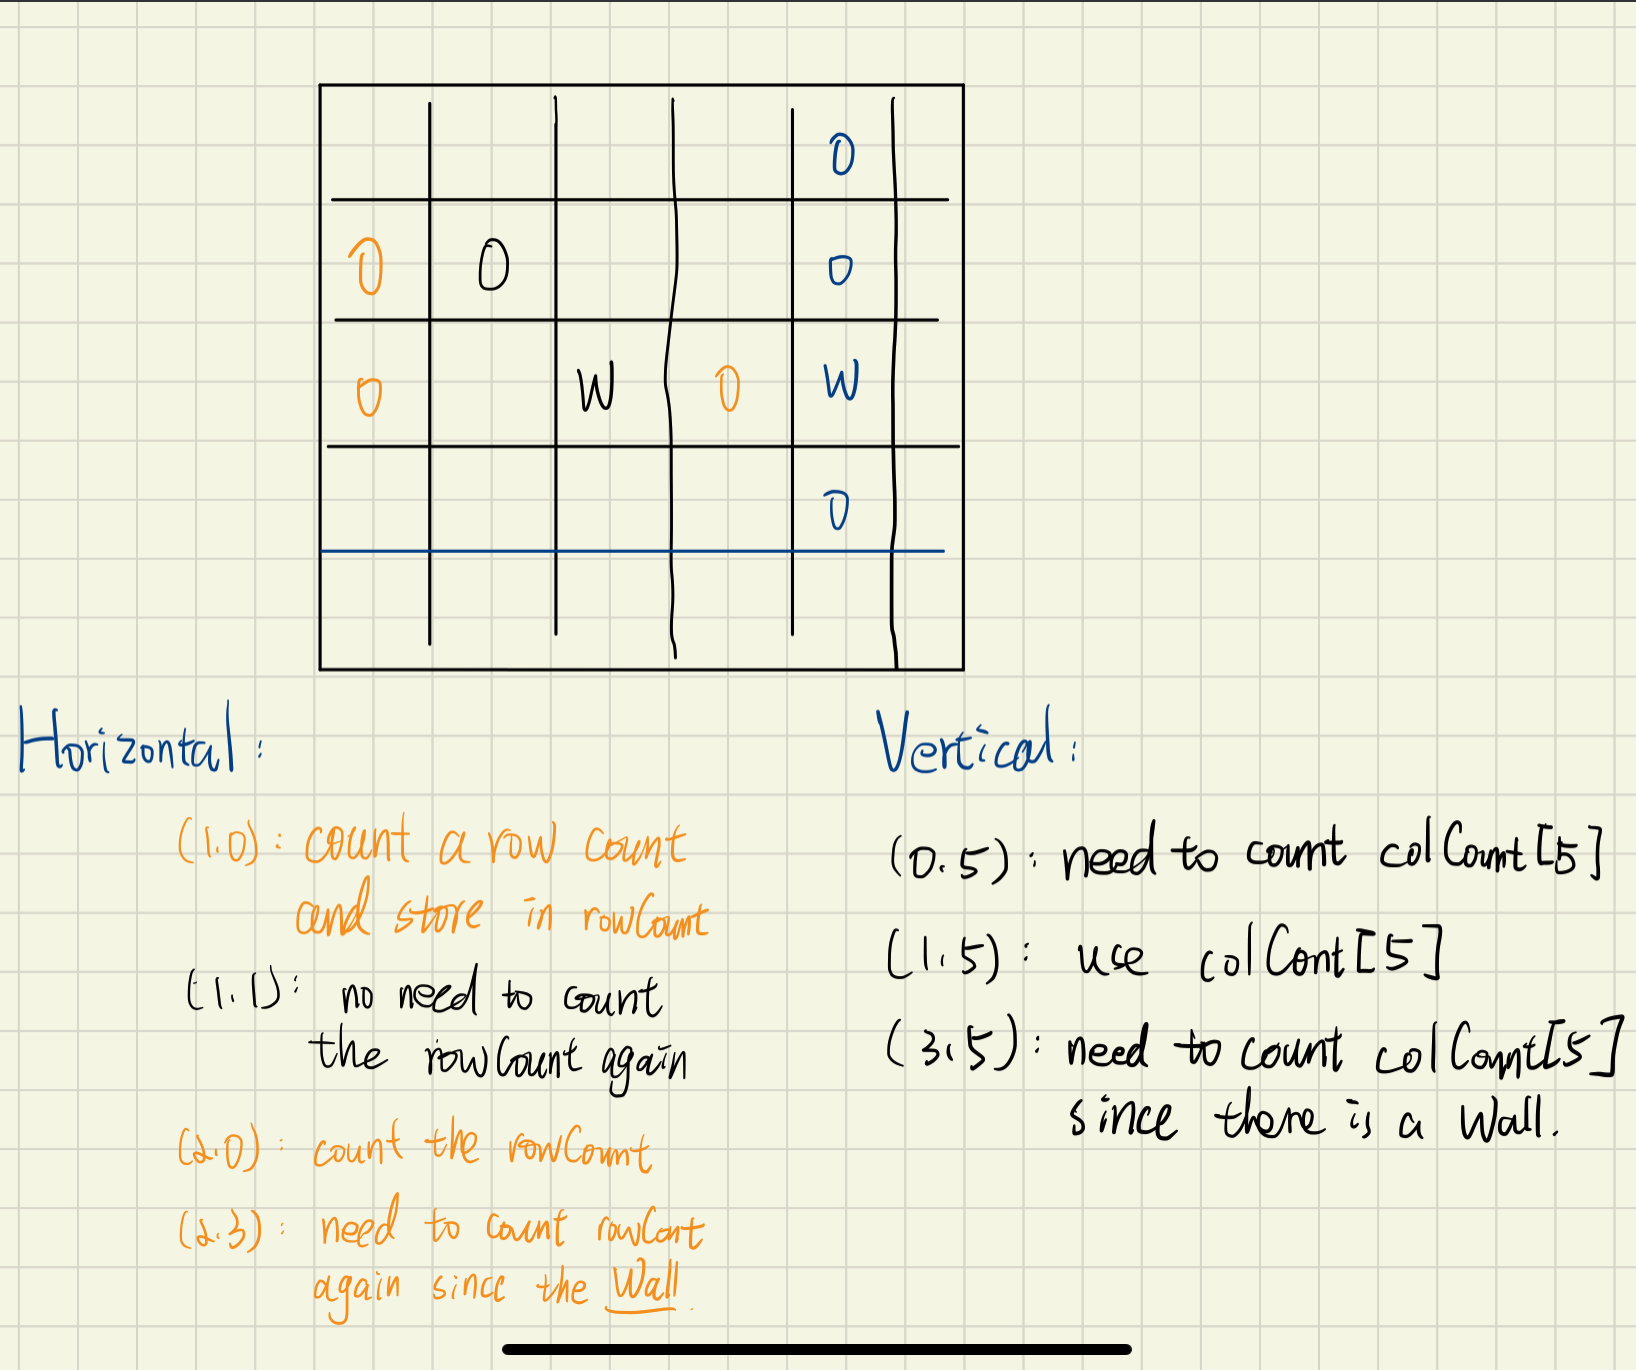 0
0 0 0
0 W 0 W
0
Horizontal:
Vertical:
(1.0): count a row count
and store in rowCount
(1.1): no need to count
the rowCount again
(2.0): count the rowCount
(2.3): need to count rowCont
again since the Wall.
(0.5): need to count colCount[5]
(1.5): use colCont[5]
(3.5): need to count colCount[5]
since there is a Wall.